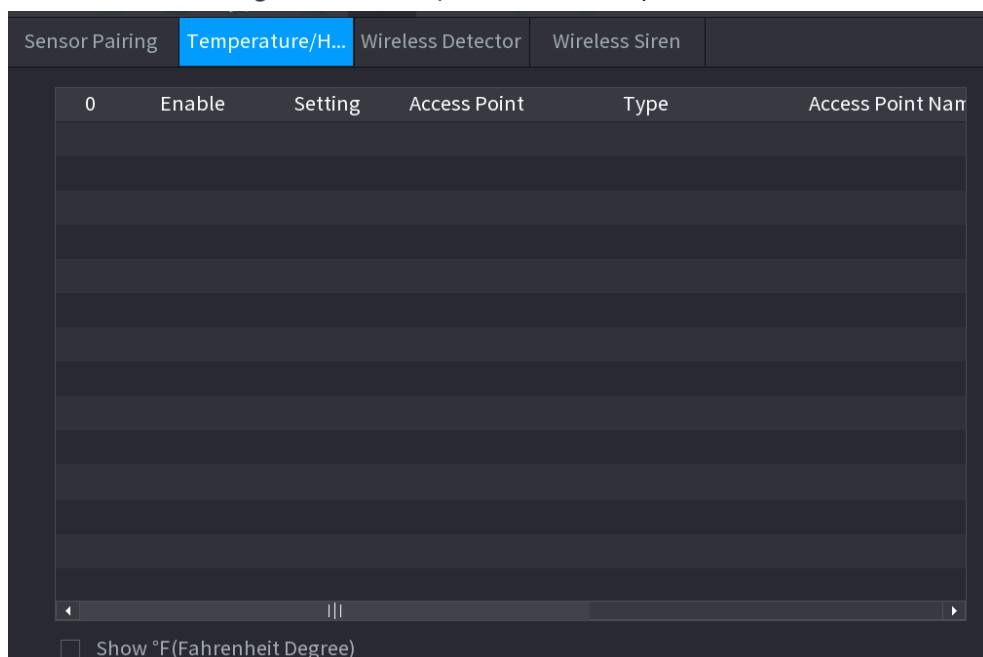 Sensor Pairing Temperature/H... Wireless Detector Wireless Siren
0 Enable Setting Access Point Type Access Point Nam
Show °F(Fahrenheit Degree)